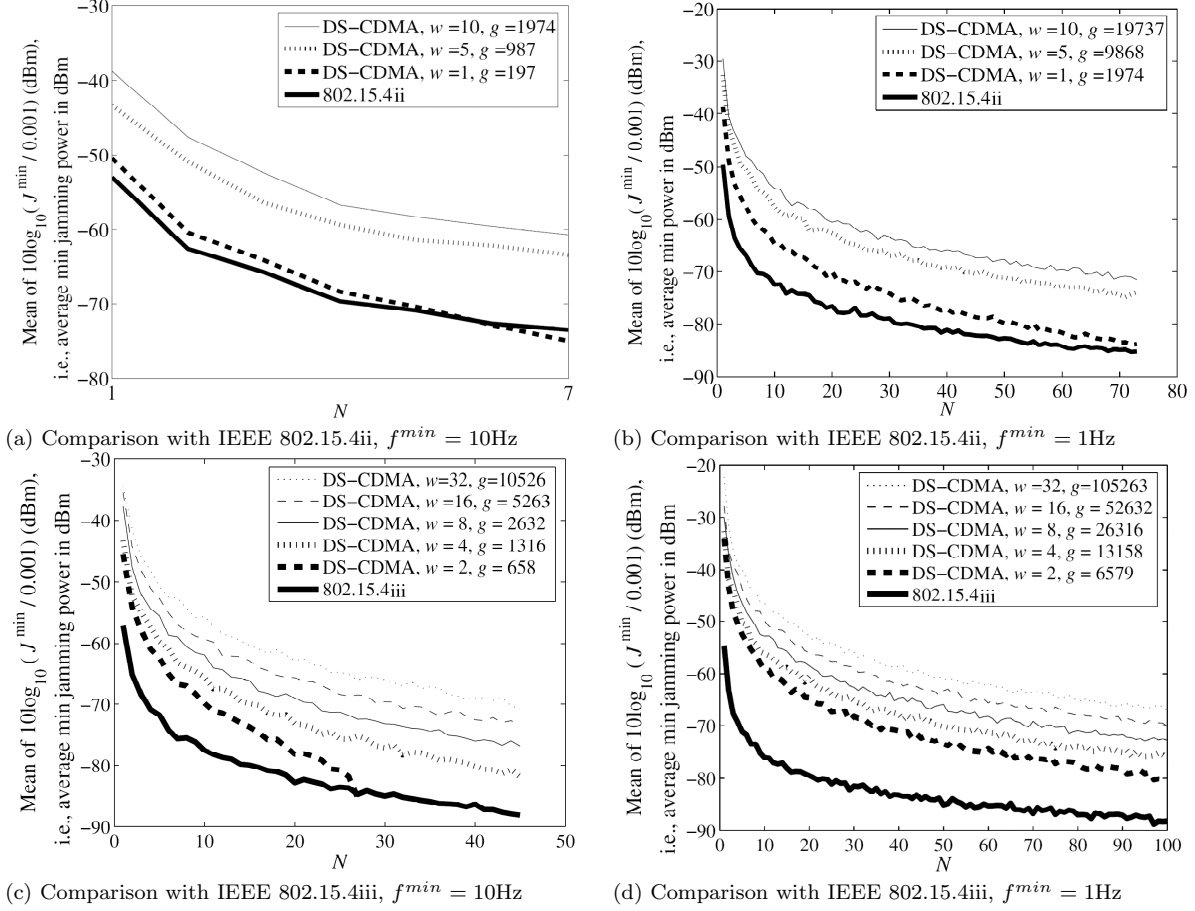 Mean of 10log10( J min / 0.001) (dBm),
i.e., average min jamming power in dBm
−30
−40
−50
−60
−70
−80
1
7
N
DS−CDMA, w =10, g =1974
DS−CDMA, w =5, g =987
DS−CDMA, w =1, g =197
802.15.4ii
(a) Comparison with IEEE 802.15.4ii, f min = 10Hz
Mean of 10log10( J min / 0.001) (dBm),
i.e., average min jamming power in dBm
−20
−30
−40
−50
−60
−70
−80
−90
0
10
20
30
40
50
60
70
80
N
DS−CDMA, w =10, g =19737
DS−CDMA, w =5, g =9868
DS−CDMA, w =1, g =1974
802.15.4ii
(b) Comparison with IEEE 802.15.4ii, f min = 1Hz
Mean of 10log10( J min / 0.001) (dBm),
i.e., average min jamming power in dBm
−30
−40
−50
−60
−70
−80
−90
0
10
20
30
40
50
N
DS−CDMA, w=32, g=10526
DS−CDMA, w =16, g = 5263
DS−CDMA, w = 8, g = 2632
DS−CDMA, w = 4, g = 1316
DS−CDMA, w = 2, g = 658
802.15.4iii
(c) Comparison with IEEE 802.15.4iii, f min = 10Hz
Mean of 10log10( J min / 0.001) (dBm),
i.e., average min jamming power in dBm
−20
−30
−40
−50
−60
−70
−80
−90
0
10
20
30
40
50
60
70
80
90
100
N
DS−CDMA, w =32, g=105263
DS−CDMA, w =16, g = 52632
DS−CDMA, w = 8, g = 26316
DS−CDMA, w = 4, g = 13158
DS−CDMA, w = 2, g = 6579
802.15.4iii
(d) Comparison with IEEE 802.15.4iii, f min = 1Hz